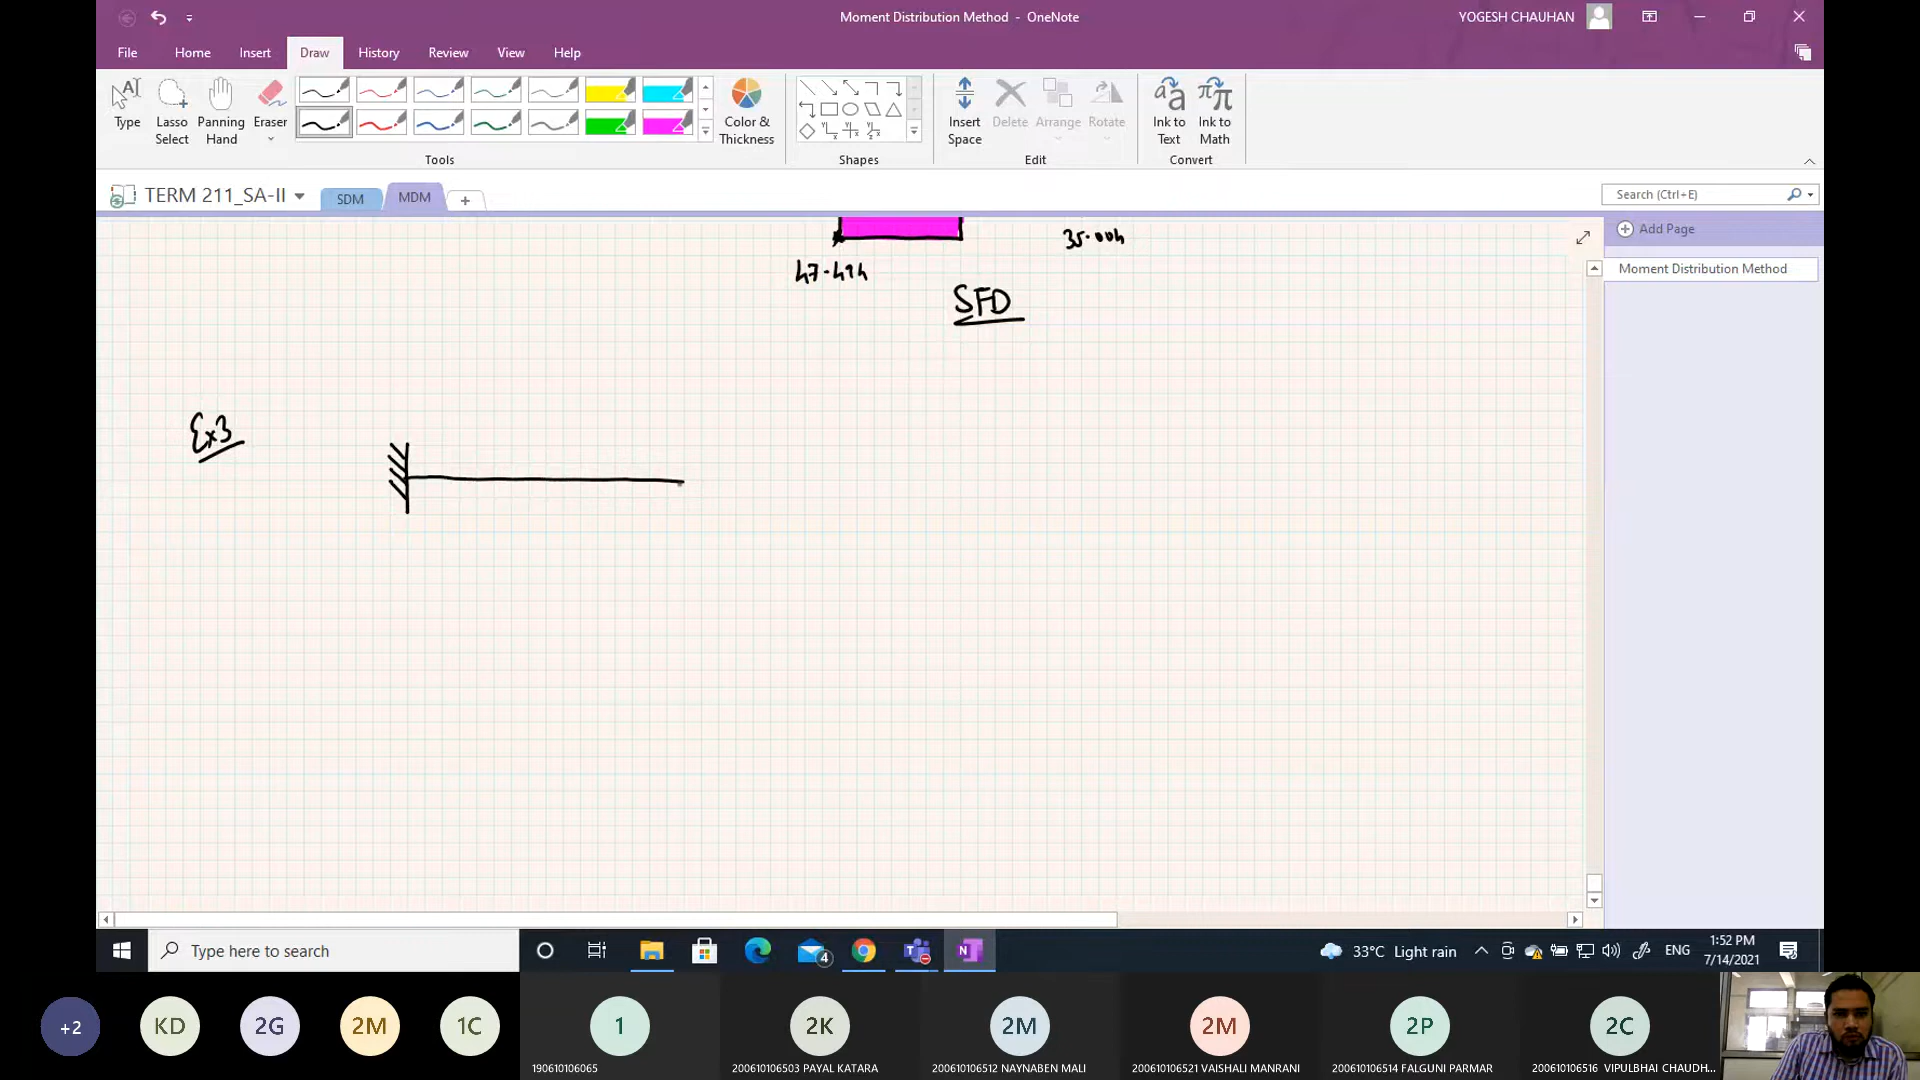 Moment Distribution Method - OneNote
YOGESH CHAUHAN
File Home Insert Draw History Review View Help
Type
Lasso Select
Panning Hand
Eraser
Color & Thickness
Insert Space
Delete
Arrange
Rotate
Ink to Text
Ink to Math
Tools
Shapes
Edit
Convert
TERM 211_SA-II
SDM
MDM
Search (Ctrl+E)
Add Page
Moment Distribution Method
SFD
Ex3
Type here to search
4
33°C Light rain
ENG
1:52 PM
7/14/2021
+2
KD
2G
2M
1C
1
2K
2M
2M
2P
2C
190610106065
200610106503 PAYAL KATARA
200610106512 NAYNABEN MALI
200610106521 VAISHALI MANRANI
200610106514 FALGUNI PARMAR
200610106516 VIPULBHAI CHAUDH...